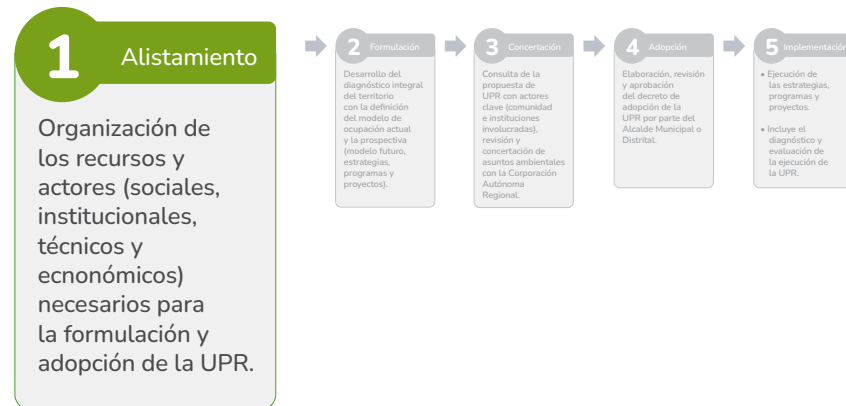 1 Alistamiento
Organización de
los recursos y
actores (sociales,
institucionales,
técnicos y
ecnonómicos)
necesarios para
la formulación y
adopción de la UPR.
2 Formulación
Desarrollo del
diagnóstico integral
del territorio
con la definición
del modelo de
ocupación actual
y la prospectiva
(modelo futuro,
estrategias,
programas y
proyectos).
3 Concertación
Consulta de la
propuesta de
UPR con actores
clave (comunidad
e instituciones
involucradas),
revisión y
concertación de
asuntos ambientales
con la Corporación
Autónoma
Regional.
4 Adopción
Elaboración, revisión
y aprobación
del decreto de
adopción de la
UPR por parte del
Alcalde Municipal o
Distrital.
5 Implementación
• Ejecución de
las estrategias,
programas y
proyectos.
• Incluye el
diagnóstico y
evaluación de
la ejecución de
la UPR.